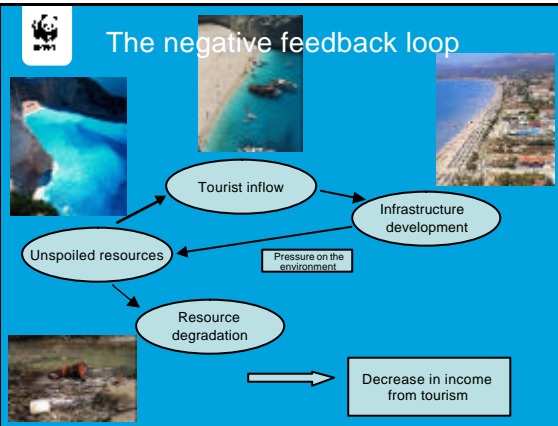 The negative feedback loop
Tourist inflow
Infrastructure
development
Unspoiled resources
Pressure on the
environment
Resource
degradation
Decrease in income
from tourism